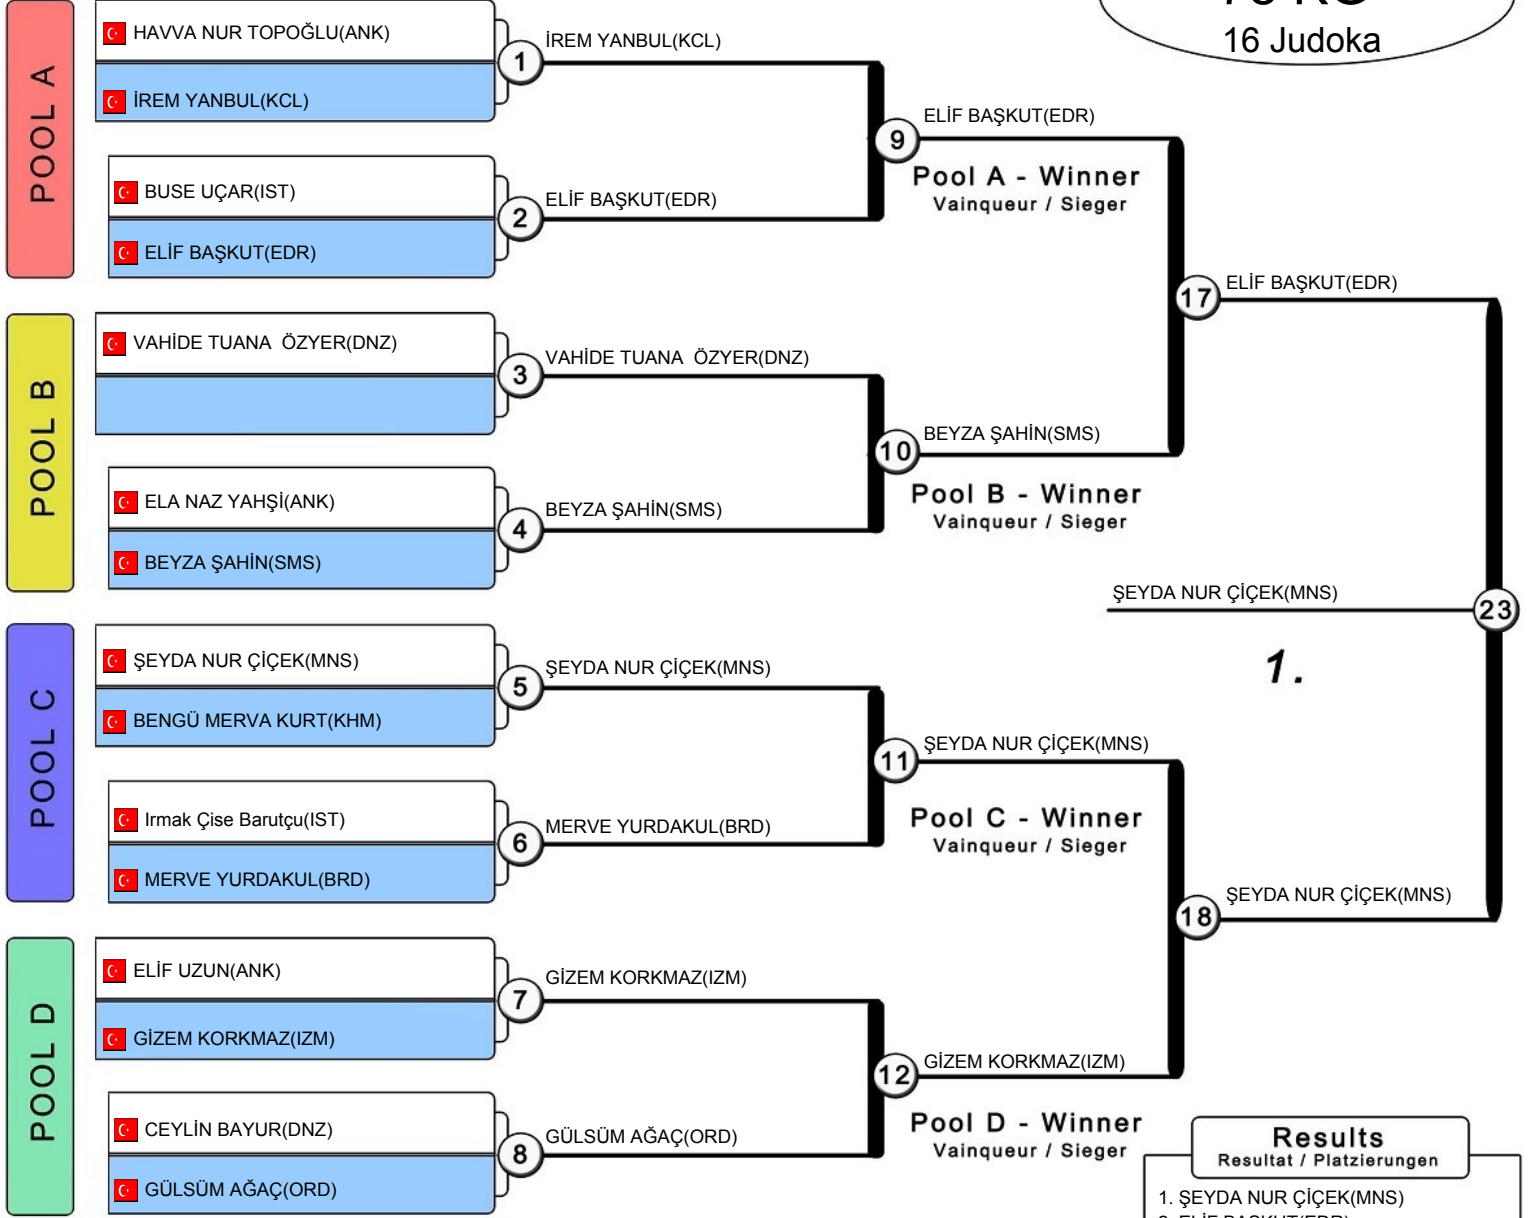 16 Judoka
POOL A
HAVVA NUR TOPOĞLU(ANK)
İREM YANBUL(KCL)
1
İREM YANBUL(KCL)
BUSE UÇAR(IST)
ELİF BAŞKUT(EDR)
2
ELİF BAŞKUT(EDR)
9
ELİF BAŞKUT(EDR)
Pool A - Winner
Vainqueur / Sieger
POOL B
VAHİDE TUANA  ÖZYER(DNZ)
3
VAHİDE TUANA  ÖZYER(DNZ)
ELA NAZ YAHŞİ(ANK)
BEYZA ŞAHİN(SMS)
4
BEYZA ŞAHİN(SMS)
10
BEYZA ŞAHİN(SMS)
Pool B - Winner
Vainqueur / Sieger
17
ELİF BAŞKUT(EDR)
POOL C
ŞEYDA NUR ÇİÇEK(MNS)
BENGÜ MERVA KURT(KHM)
5
ŞEYDA NUR ÇİÇEK(MNS)
Irmak Çise Barutçu(IST)
MERVE YURDAKUL(BRD)
6
MERVE YURDAKUL(BRD)
11
ŞEYDA NUR ÇİÇEK(MNS)
Pool C - Winner
Vainqueur / Sieger
POOL D
ELİF UZUN(ANK)
GİZEM KORKMAZ(IZM)
7
GİZEM KORKMAZ(IZM)
CEYLİN BAYUR(DNZ)
GÜLSÜM AĞAÇ(ORD)
8
GÜLSÜM AĞAÇ(ORD)
12
GİZEM KORKMAZ(IZM)
Pool D - Winner
Vainqueur / Sieger
18
ŞEYDA NUR ÇİÇEK(MNS)
ŞEYDA NUR ÇİÇEK(MNS)
23
1.
Results
Resultat / Platzierungen
1. ŞEYDA NUR ÇİÇEK(MNS)